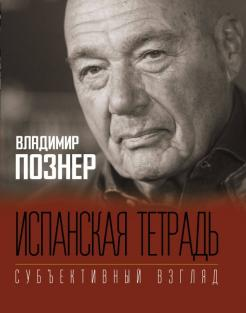 ВЛАДИМИР
ПОЗНЕР
ИСПАНСКАЯ ТЕТРАДЬ
СУБЪЕКТИВНЫЙ ВЗГЛЯД